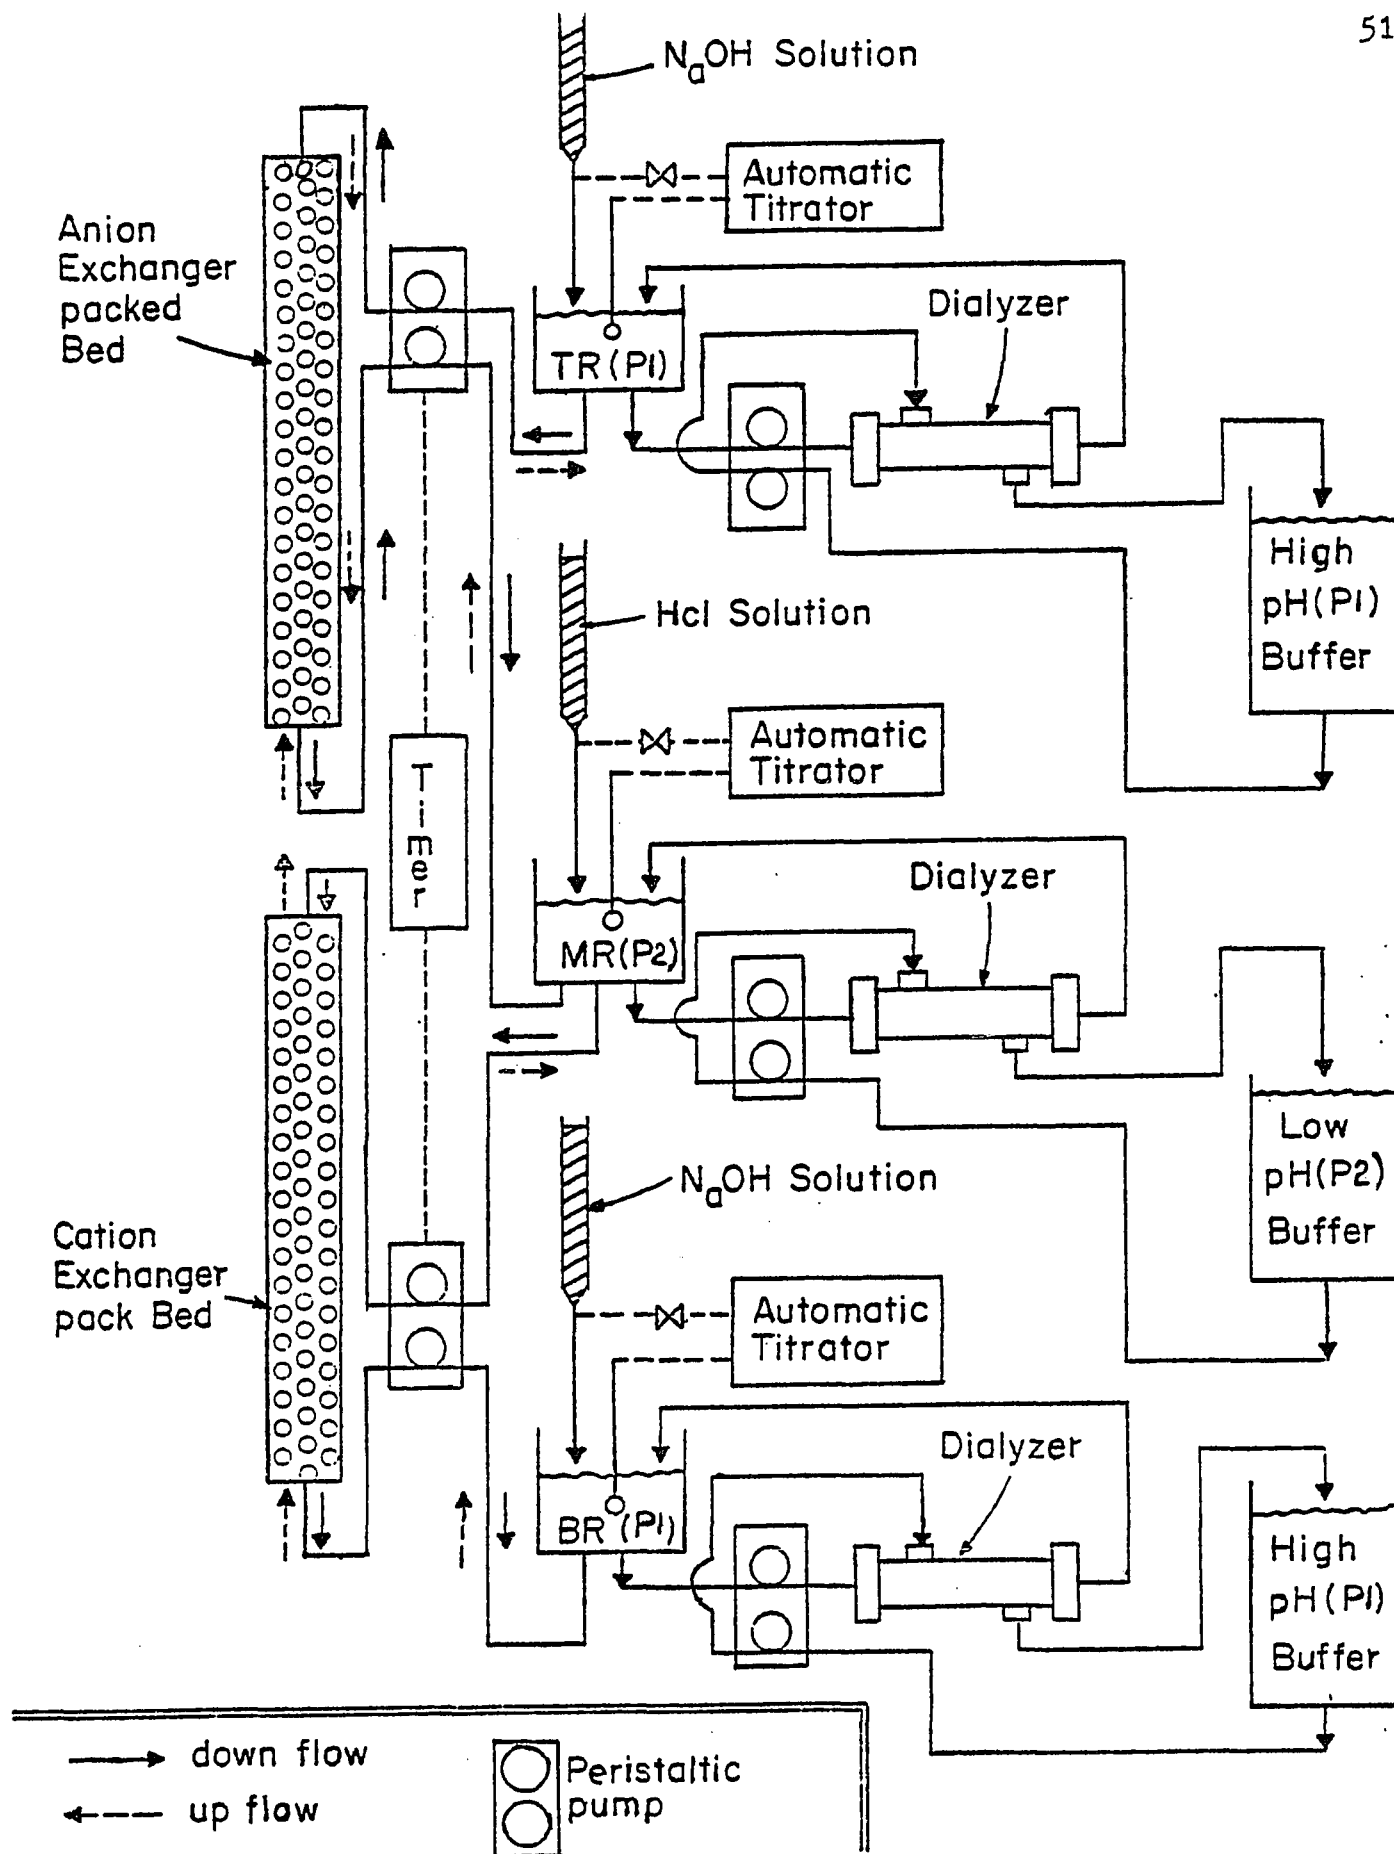 51
NaOH Solution
Automatic
Titrator
Anion
Exchanger
packed
Bed
Dialyzer
TR(P1)
High
pH(P1)
Buffer
Hcl Solution
Automatic
Titrator
Timer
Dialyzer
MR(P2)
Low
pH(P2)
Buffer
NaOH Solution
Cation
Exchanger
pack Bed
Automatic
Titrator
Dialyzer
BR (P1)
High
pH(P1)
Buffer
down flow
up flow
Peristaltic
pump